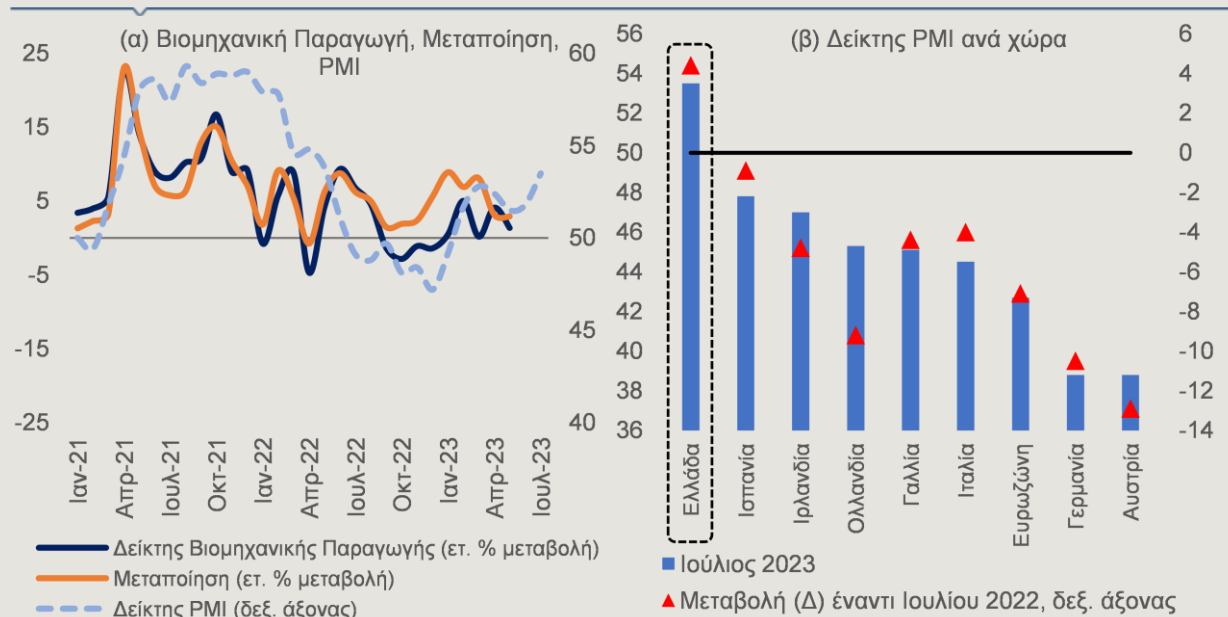 (α) Βιομηχανική Παραγωγή, Μεταποίηση,
PMI
25
15
5
-5
-15
-25
60
55
50
45
40
Ιαν-21
Απρ-21
Ιουλ-21
Οκτ-21
Ιαν-22
Απρ-22
Ιουλ-22
Οκτ-22
Ιαν-23
Απρ-23
Ιουλ-23
Δείκτης Βιομηχανικής Παραγωγής (ετ. % μεταβολή)
Μεταποίηση (ετ. % μεταβολή)
Δείκτης PMI (δεξ. άξονας)
(β) Δείκτης PMI ανά χώρα
56
54
52
50
48
46
44
42
40
38
36
6
4
2
0
-2
-4
-6
-8
-10
-12
-14
Ελλάδα
Ισπανία
Ιρλανδία
Ολλανδία
Γαλλία
Ιταλία
Ευρωζώνη
Γερμανία
Αυστρία
Ιούλιος 2023
Μεταβολή (Δ) έναντι Ιουλίου 2022, δεξ. άξονας